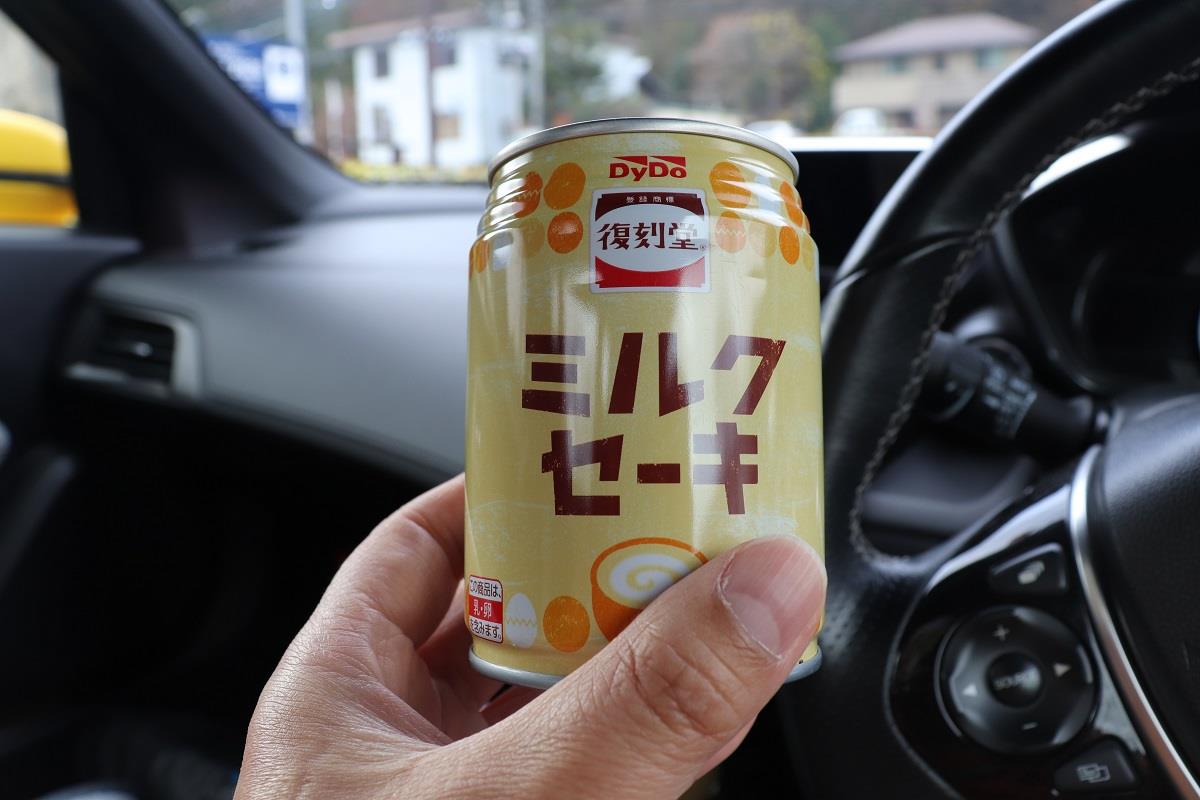 DyDo
登録商標
復刻堂®
ミルク
セーキ
この商品は、
乳・卵
を含みます。
SOURCE
+
−